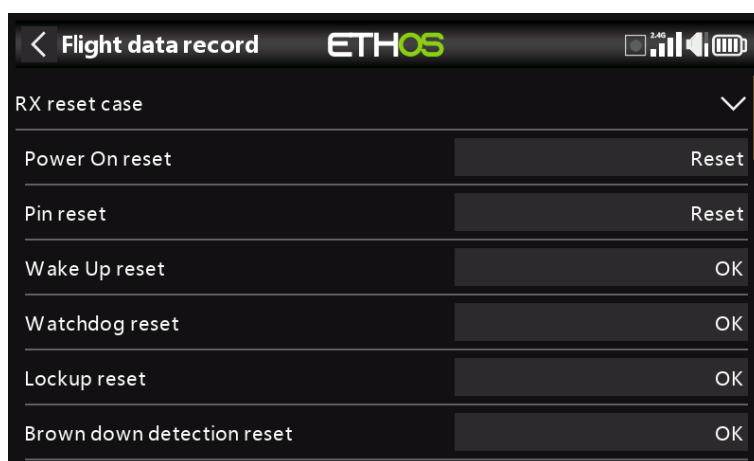 Flight data record ETHOS 2.4G
RX reset case
Power On reset Reset
Pin reset Reset
Wake Up reset OK
Watchdog reset OK
Lockup reset OK
Brown down detection reset OK